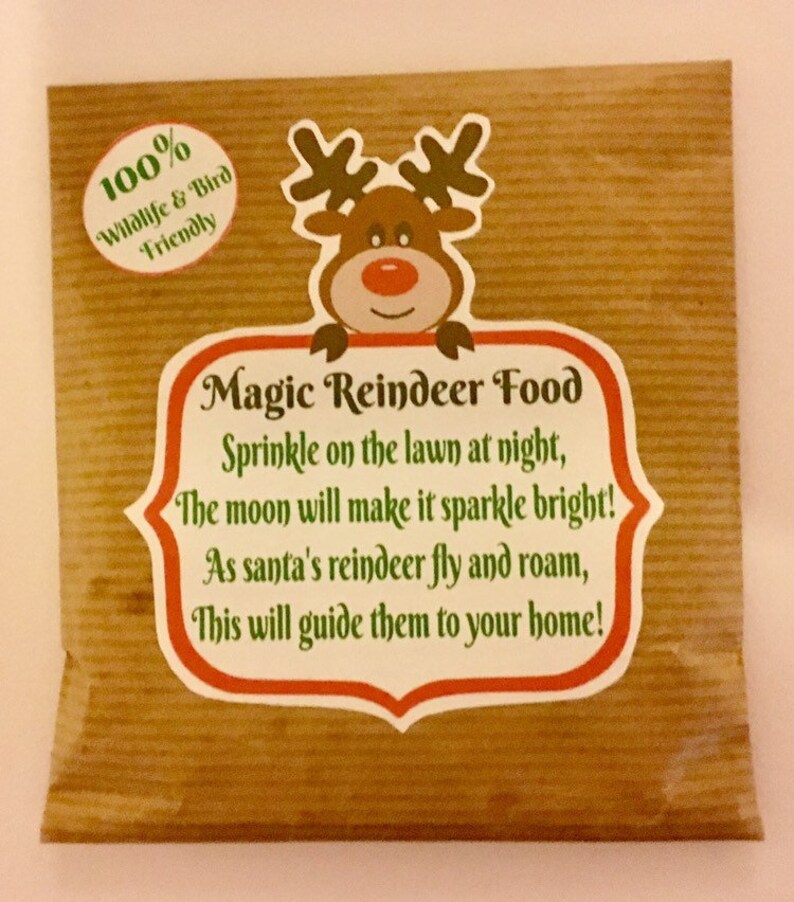 100%
Wildlife & Bird
Friendly
Magic Reindeer Food
Sprinkle on the lawn at night,
The moon will make it sparkle bright!
As santa's reindeer fly and roam,
This will guide them to your home!